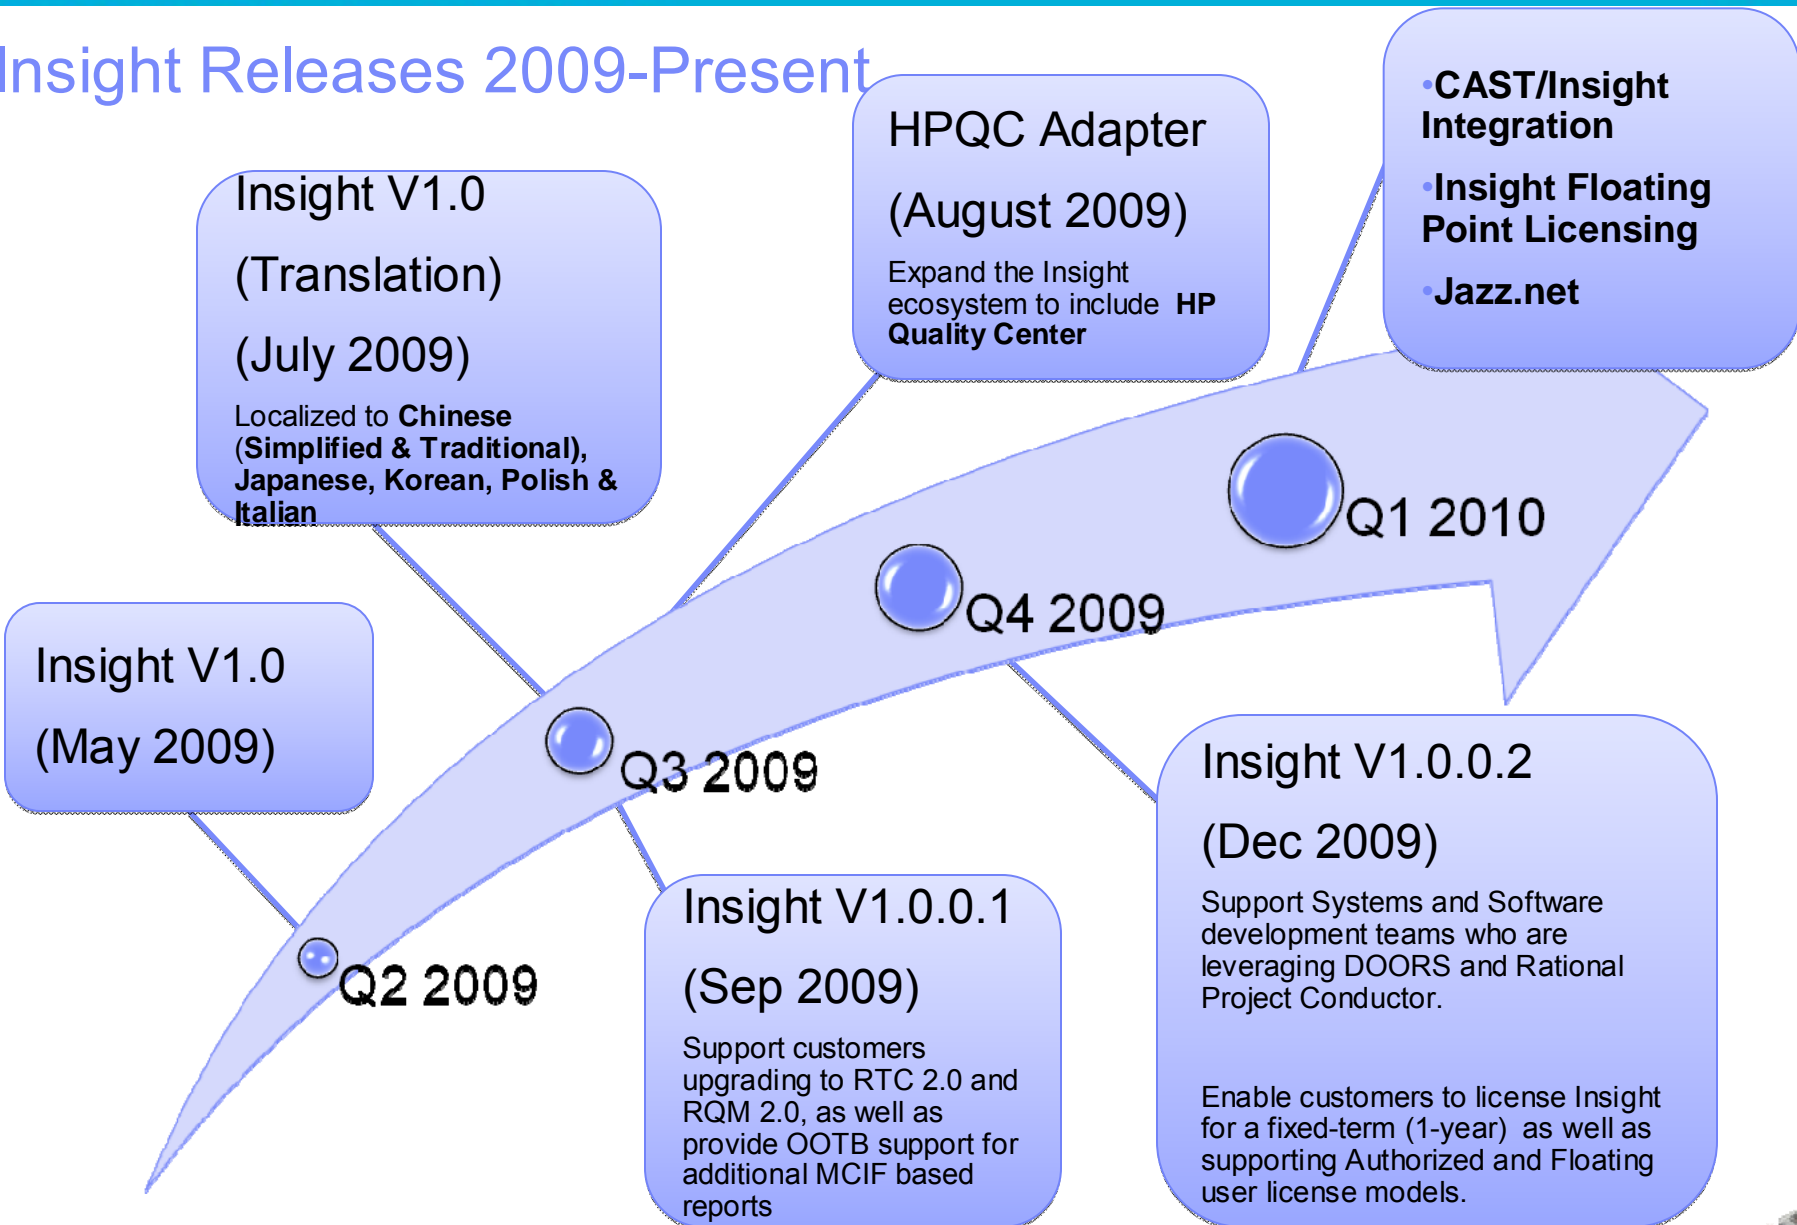 Insight Releases 2009-Present
Insight V1.0
(May 2009)
Insight V1.0
(Translation)
(July 2009)
Localized to Chinese
(Simplified & Traditional),
Japanese, Korean, Polish &
Italian
HPQC Adapter
(August 2009)
Expand the Insight
ecosystem to include HP
Quality Center
•CAST/Insight
Integration
•Insight Floating
Point Licensing
•Jazz.net
Q2 2009
Q3 2009
Q4 2009
Q1 2010
Insight V1.0.0.1
(Sep 2009)
Support customers
upgrading to RTC 2.0 and
RQM 2.0, as well as
provide OOTB support for
additional MCIF based
reports
Insight V1.0.0.2
(Dec 2009)
Support Systems and Software
development teams who are
leveraging DOORS and Rational
Project Conductor.
Enable customers to license Insight
for a fixed-term (1-year) as well as
supporting Authorized and Floating
user license models.